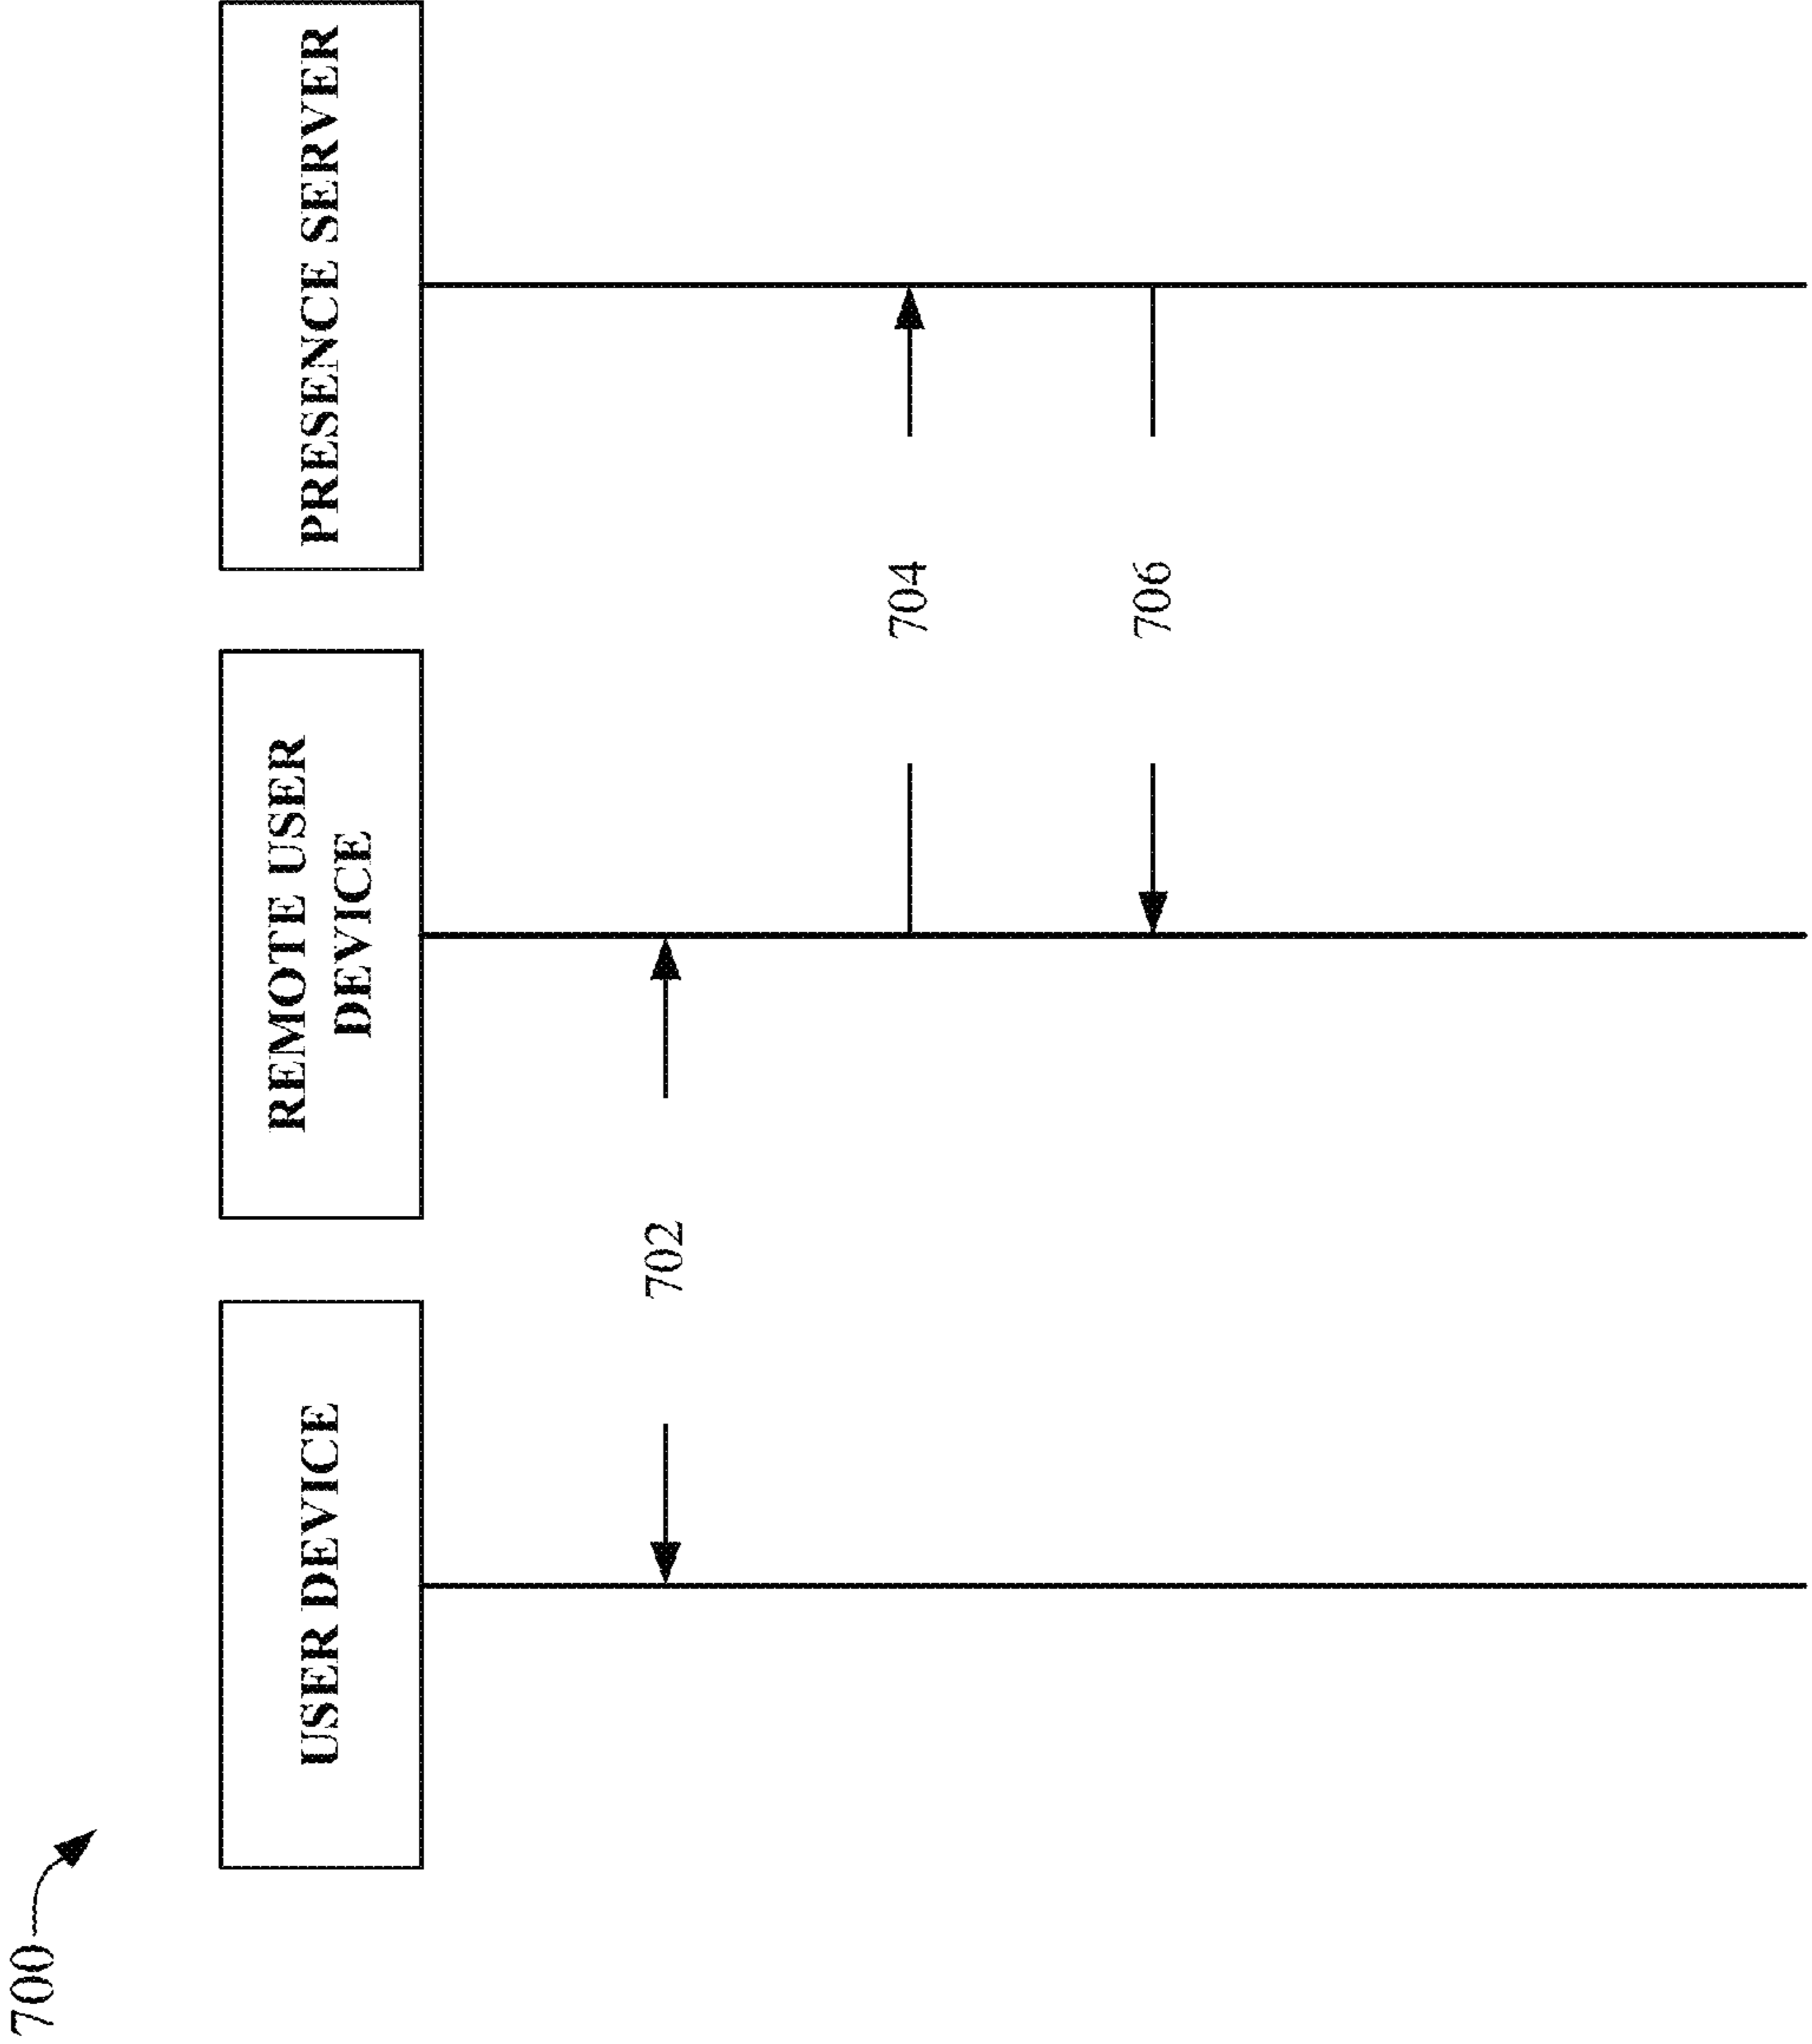 700
USER DEVICE
REMOTE USER
DEVICE
PRESENCE SERVER
702
704
706